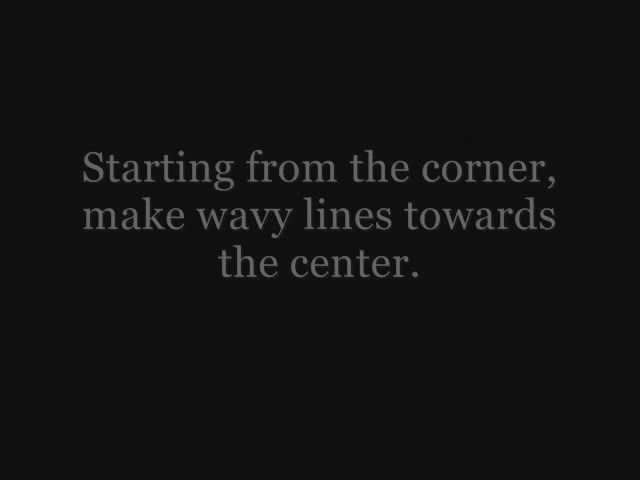 Starting from the corner,
make wavy lines towards
the center.